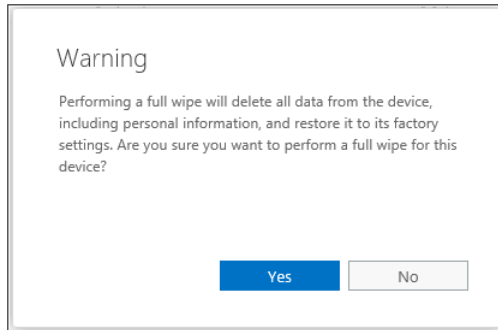 Warning
Performing a full wipe will delete all data from the device,
including personal information, and restore it to its factory
settings. Are you sure you want to perform a full wipe for this
device?
Yes
No